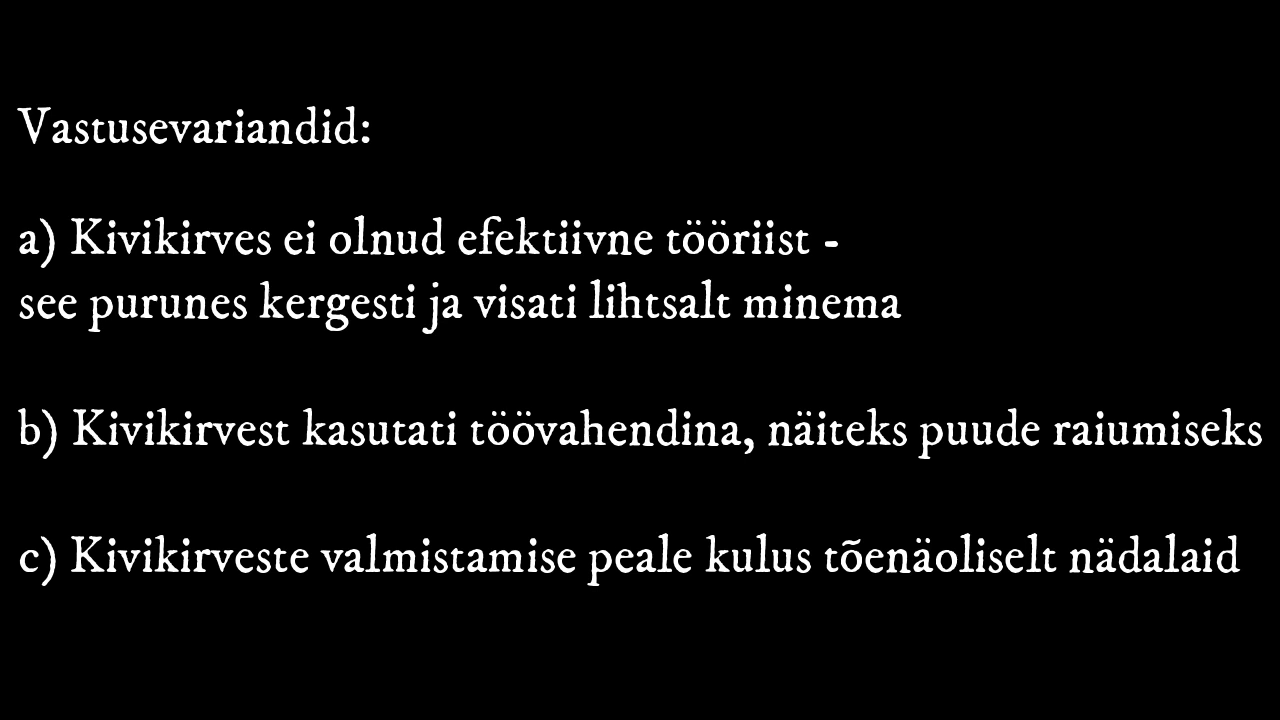 Vastusevariandid:
a) Kivikirves ei olnud efektiivne tööriist -
see purunes kergesti ja visati lihtsalt minema
b) Kivikirvest kasutati töövahendina, näiteks puude raiumiseks
c) Kivikirveste valmistamise peale kulus tõenäoliselt nädalaid